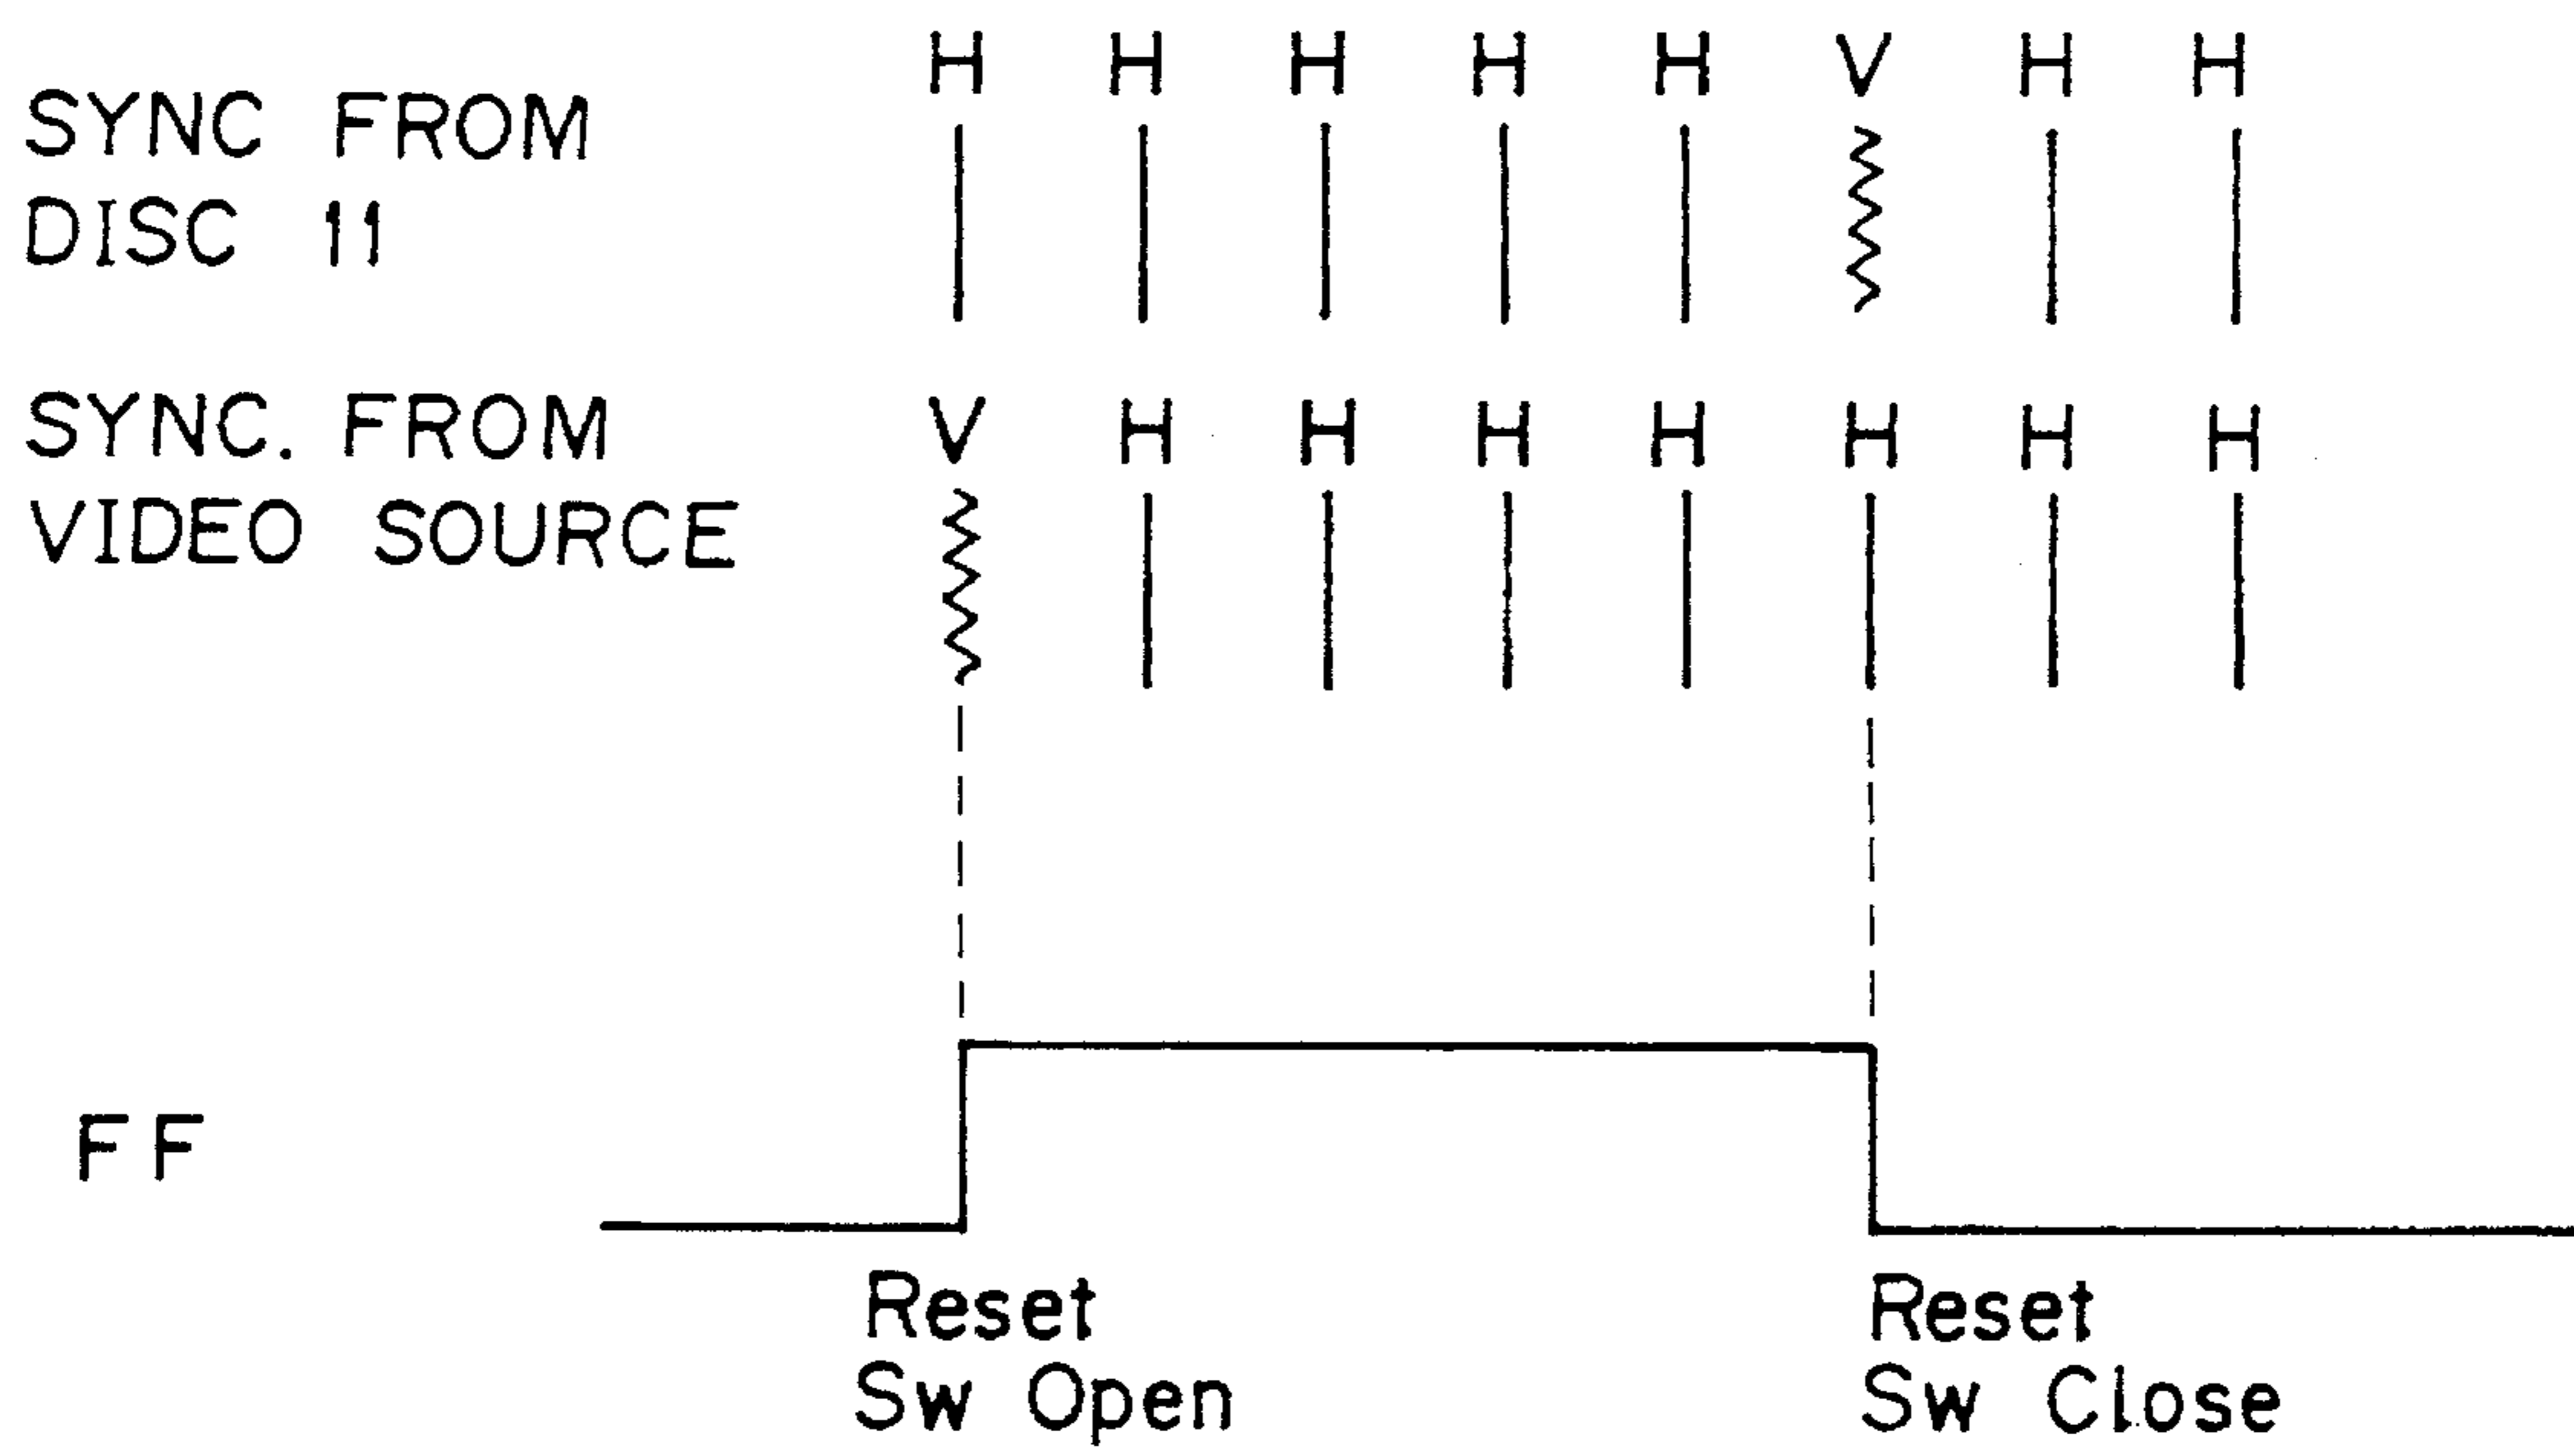 H H H H H V H H
SYNC FROM
DISC 11
V H H H H H H H
SYNC. FROM
VIDEO SOURCE
FF
Reset
Sw Open
Reset
Sw Close